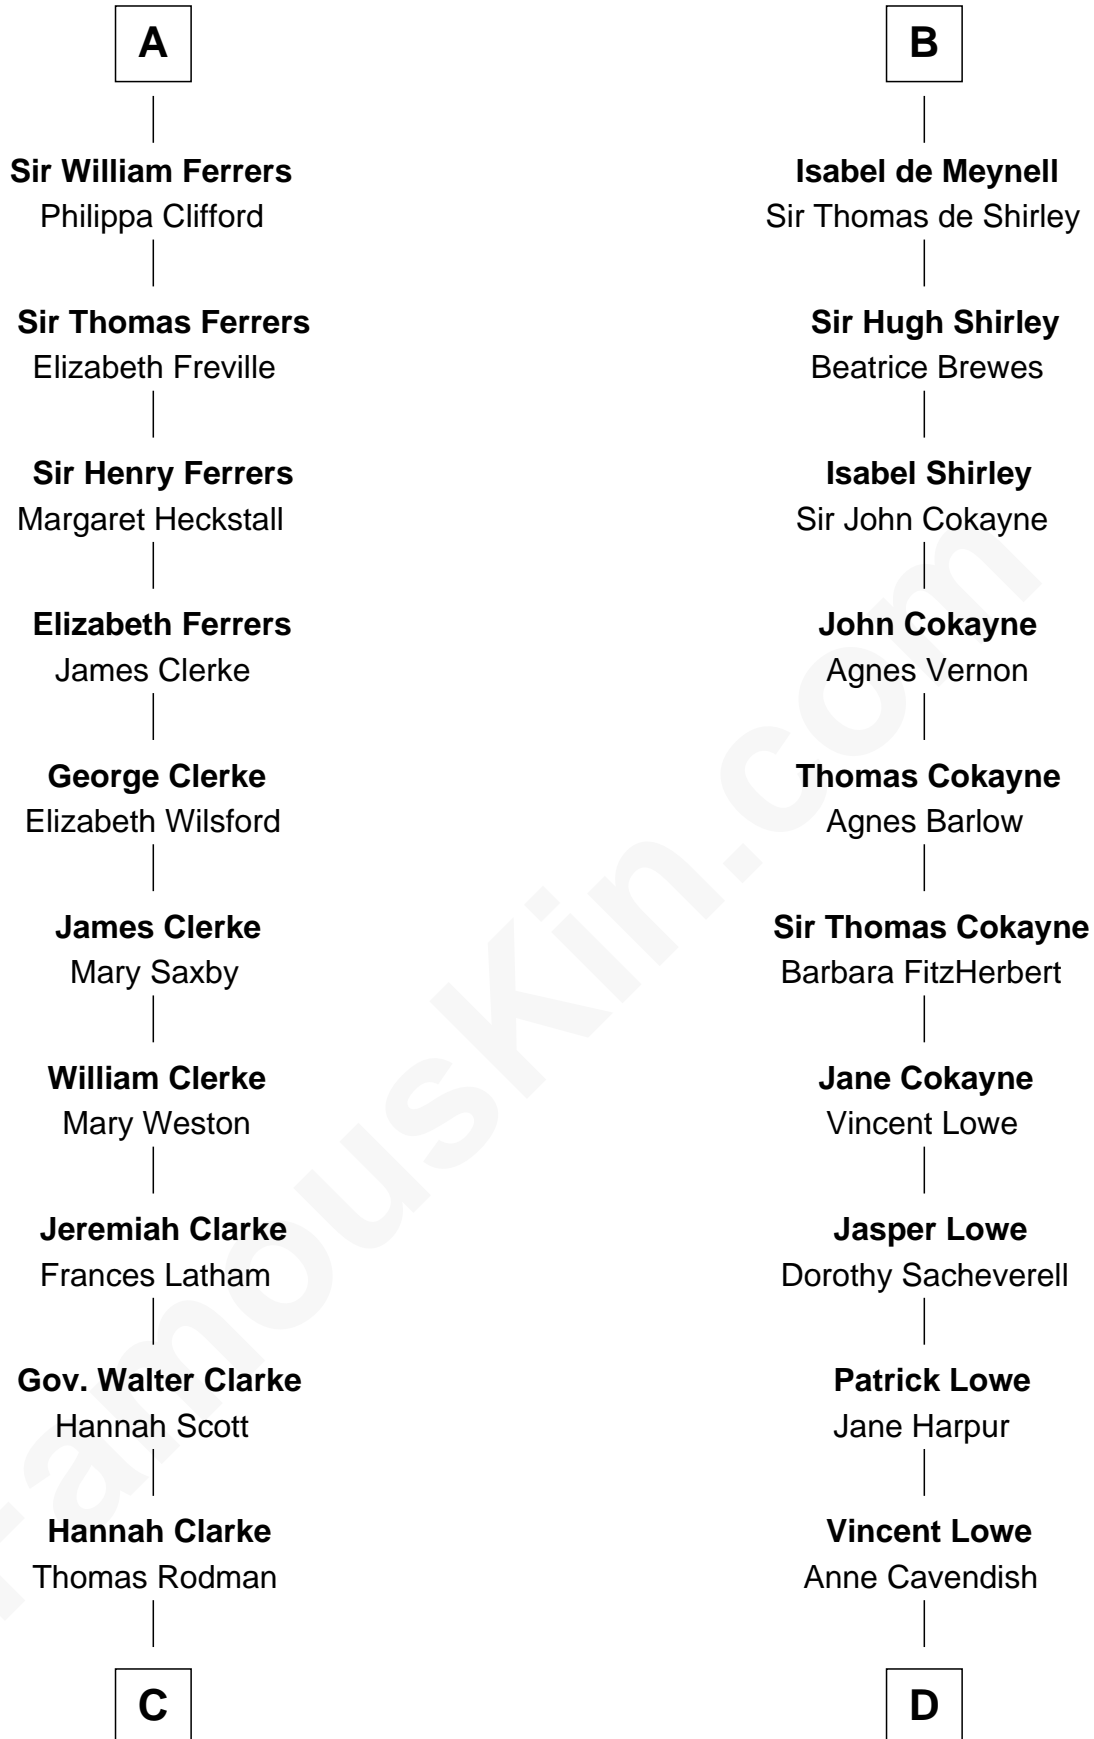 A
Sir William Ferrers
Philippa Clifford
Sir Thomas Ferrers
Elizabeth Freville
Sir Henry Ferrers
Margaret Heckstall
Elizabeth Ferrers
James Clerke
George Clerke
Elizabeth Wilsford
James Clerke
Mary Saxby
William Clerke
Mary Weston
Jeremiah Clarke
Frances Latham
Gov. Walter Clarke
Hannah Scott
Hannah Clarke
Thomas Rodman
C
B
Isabel de Meynell
Sir Thomas de Shirley
Sir Hugh Shirley
Beatrice Brewes
Isabel Shirley
Sir John Cokayne
John Cokayne
Agnes Vernon
Thomas Cokayne
Agnes Barlow
Sir Thomas Cokayne
Barbara FitzHerbert
Jane Cokayne
Vincent Lowe
Jasper Lowe
Dorothy Sacheverell
Patrick Lowe
Jane Harpur
Vincent Lowe
Anne Cavendish
D
FamousKin.com